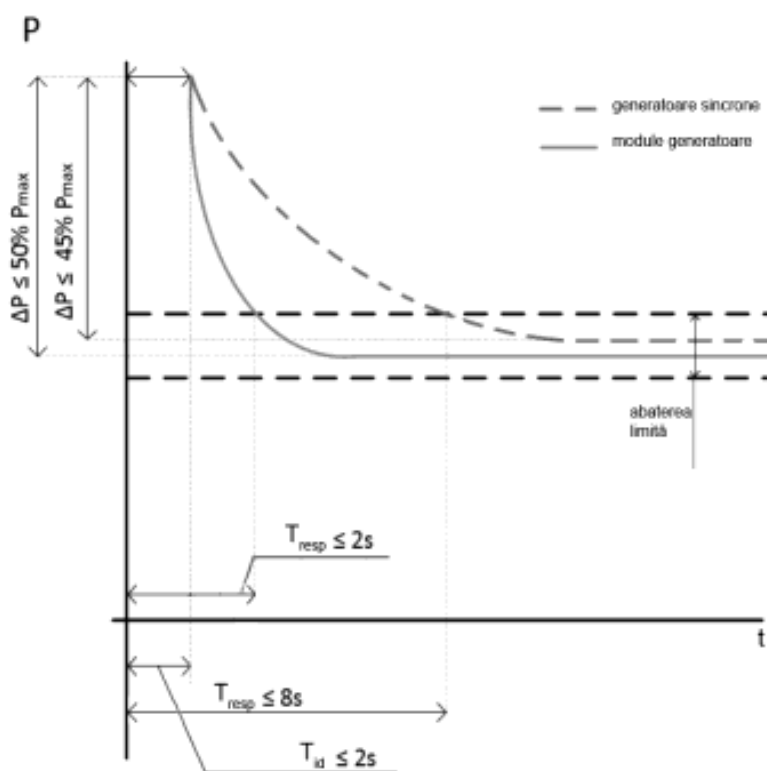 P
generatoare sincrone
module generatoare
ΔP ≤ 50% Pmax
ΔP ≤ 45% Pmax
abaterea
limită
Tresp ≤ 2s
t
Tresp ≤ 8s
Tid ≤ 2s